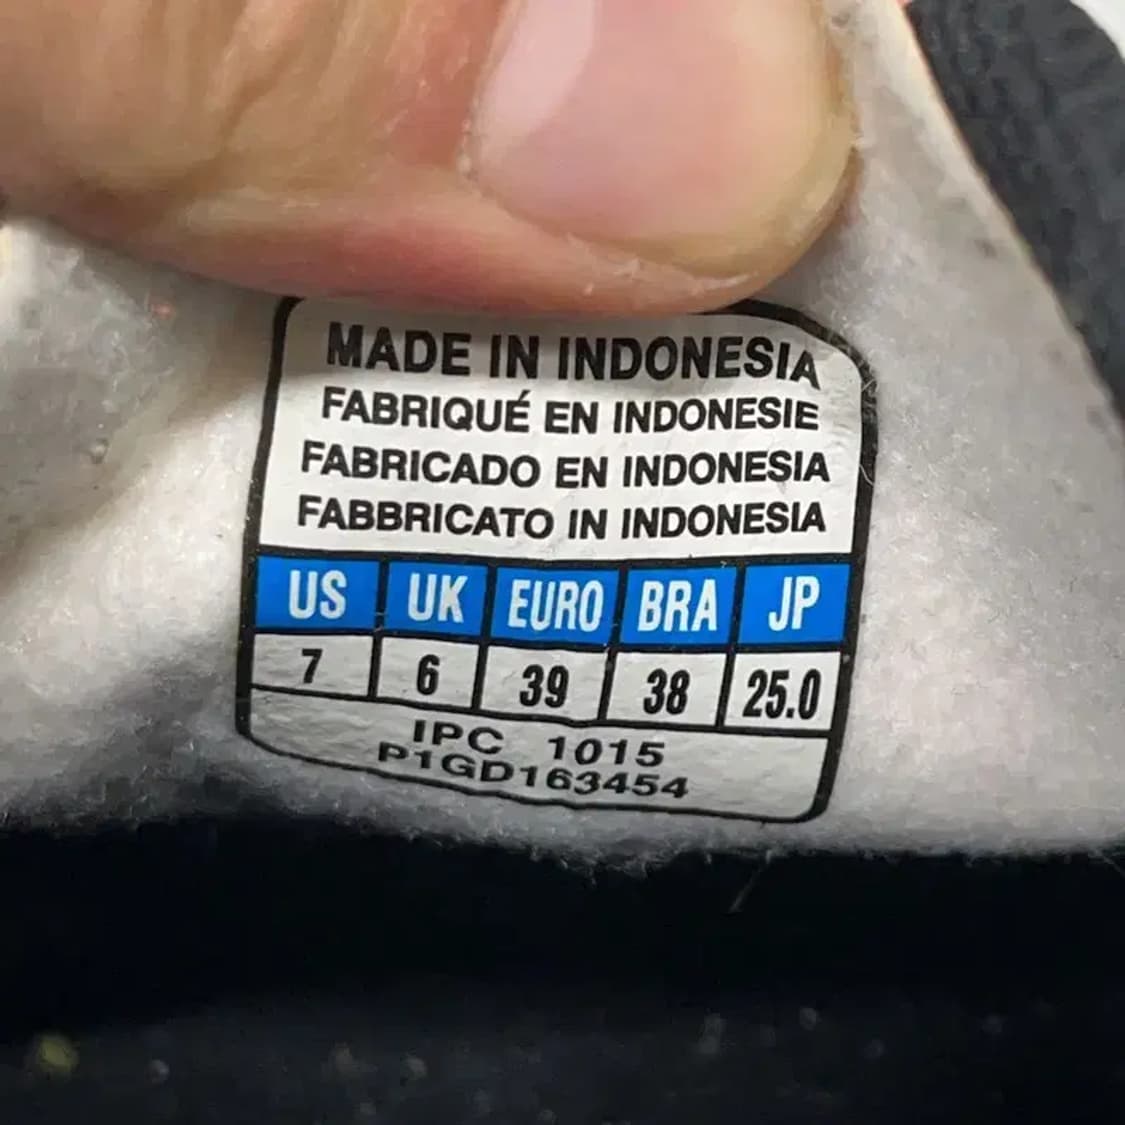 MADE IN INDONESIA
FABRIQUÉ EN INDONESIE
FABRICADO EN INDONESIA
FABBRICATO IN INDONESIA
US UK EURO BRA JP
7 6 39 38 25.0
IPC 1015
P1GD163454